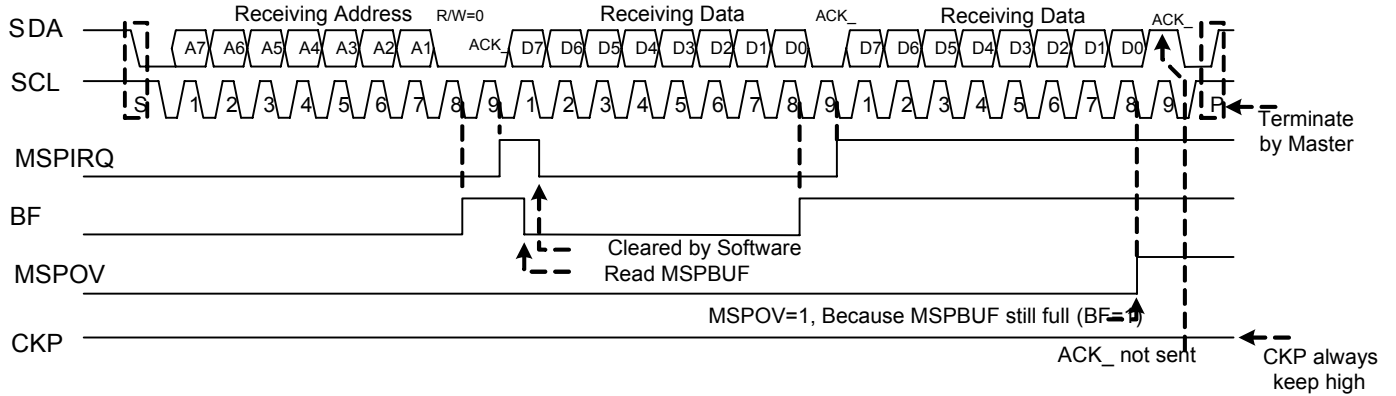 Receiving Address R/W=0 Receiving Data ACK_ Receiving Data ACK_
SDA A7 A6 A5 A4 A3 A2 A1 ACK_ D7 D6 D5 D4 D3 D2 D1 D0 D7 D6 D5 D4 D3 D2 D1 D0
SCL S 1 2 3 4 5 6 7 8 9 1 2 3 4 5 6 7 8 9 1 2 3 4 5 6 7 8 9 P
Terminate
by Master
MSPIRQ
BF
Cleared by Software
Read MSPBUF
MSPOV
MSPOV=1, Because MSPBUF still full (BF=1)
CKP
ACK_ not sent
CKP always
keep high